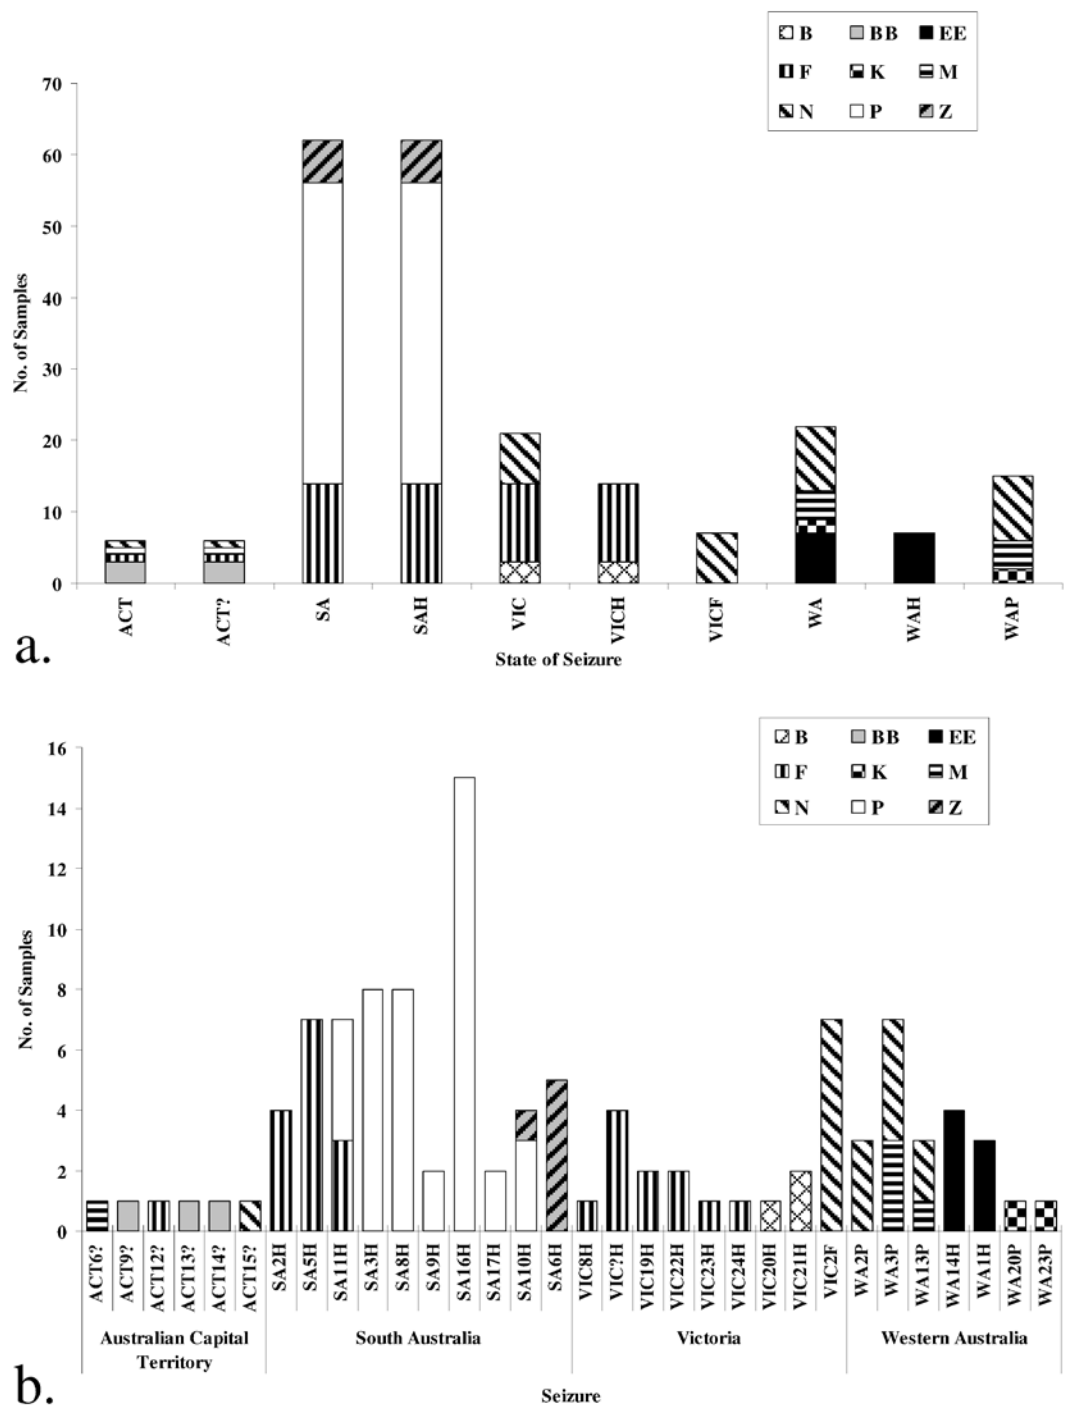 B BB EE
F K M
N P Z
70
60
50
40
30
20
10
0
No. of Samples
ACT ACT? SA SAH VIC VICH VICF WA WAH WAP
State of Seizure
a.
B BB EE
F K M
N P Z
16
14
12
10
8
6
4
2
0
No. of Samples
ACT6? ACT9? ACT12? ACT13? ACT14? ACT15? SA2H SA5H SA11H SA3H SA8H SA9H SA16H SA17H SA10H SA6H VIC8H VIC?H VIC19H VIC22H VIC23H VIC24H VIC20H VIC21H VIC2F WA2P WA3P WA13P WA14H WA1H WA20P WA23P
Australian Capital South Australia Victoria Western Australia
Territory
Seizure
b.